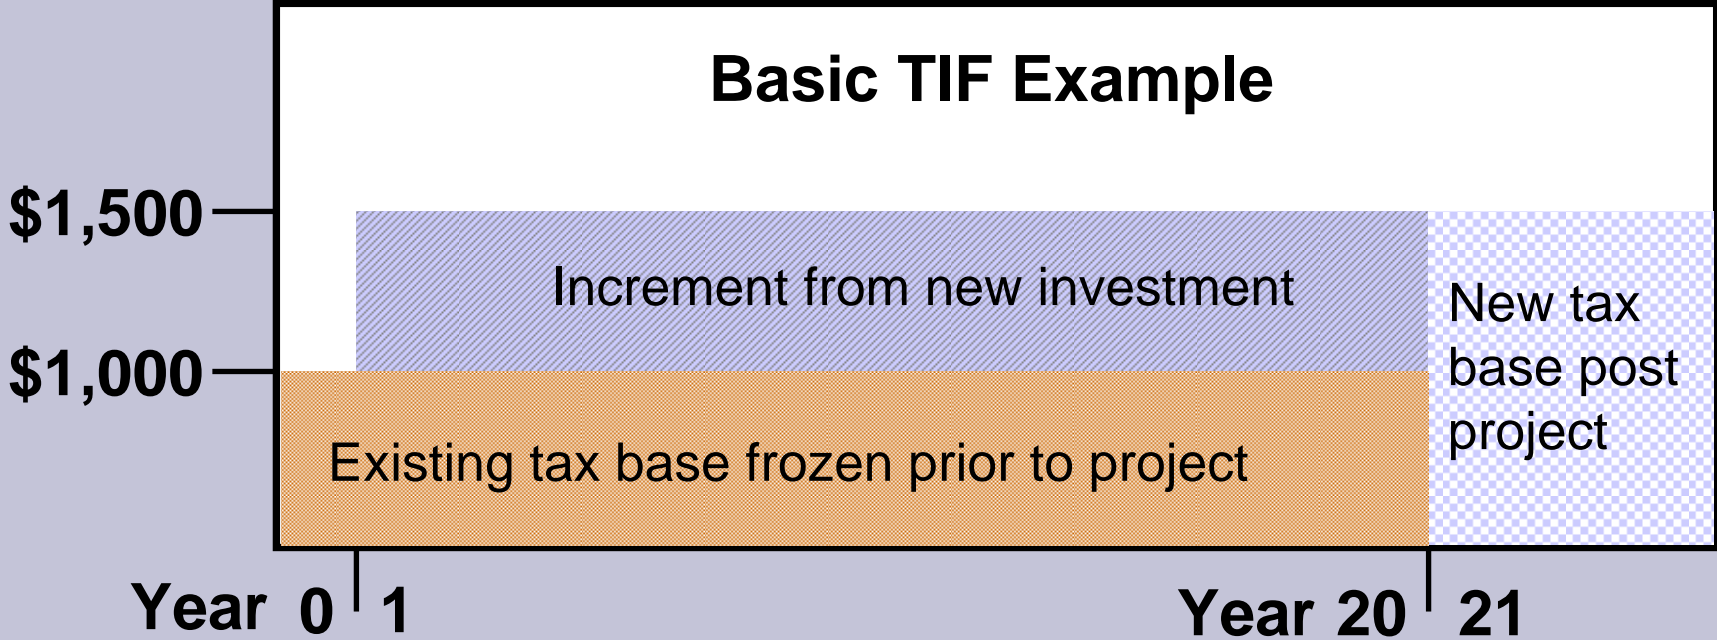 Basic TIF Example
$1,500
Increment from new investment
$1,000
New tax
base post
project
Existing tax base frozen prior to project
Year 0 1
Year 20 21